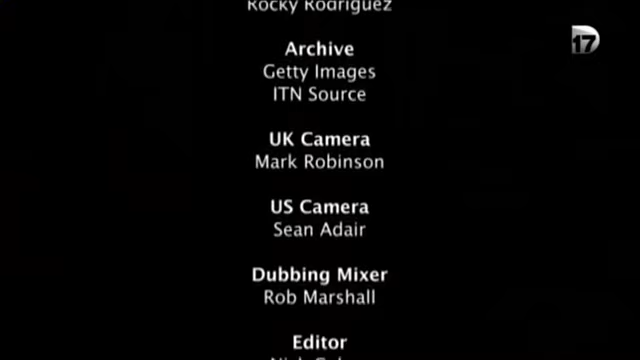 Rocky Rodriguez
Archive
Getty Images
ITN Source
UK Camera
Mark Robinson
US Camera
Sean Adair
Dubbing Mixer
Rob Marshall
Editor
D
17